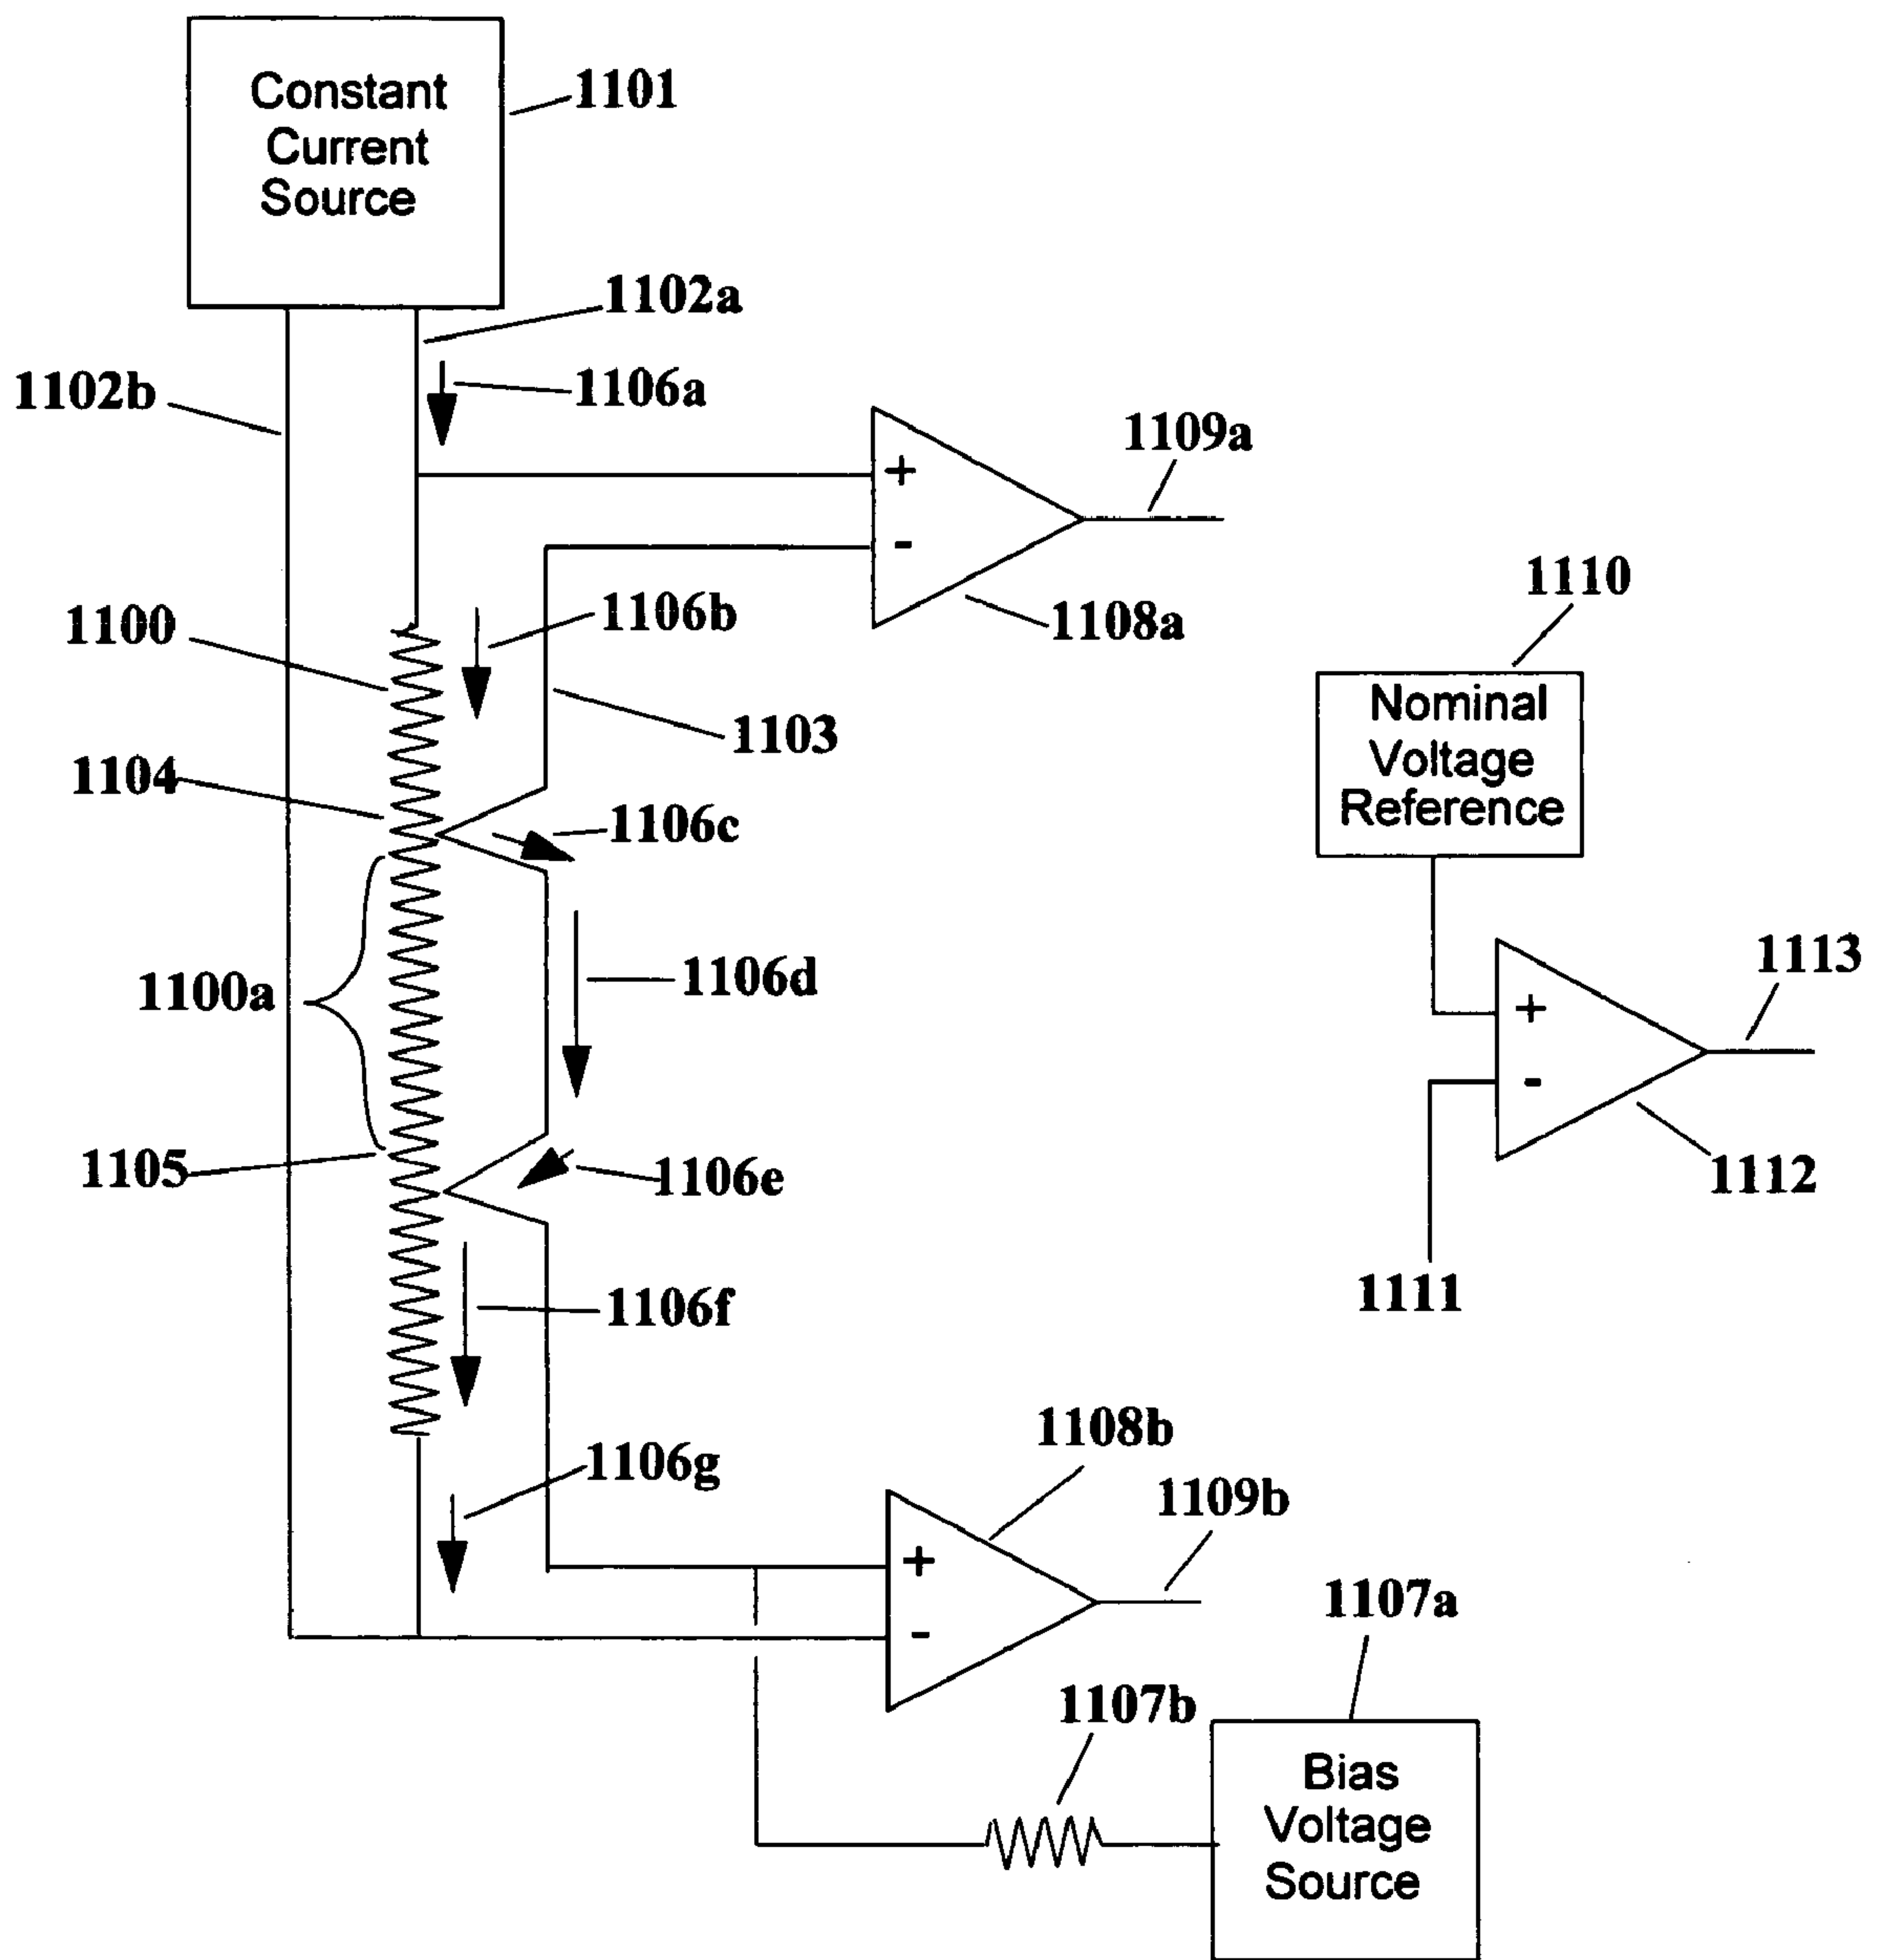 Constant
Current
Source
1101
1102a
1102b
1106a
1109a
+
-
1108a
1110
1106b
1100
Nominal
Voltage
Reference
1103
1104
1106c
1100a
1106d
1113
+
-
1105
1106e
1112
1111
1106f
1108b
1106g
1109b
+
-
1107a
1107b
Bias
Voltage
Source